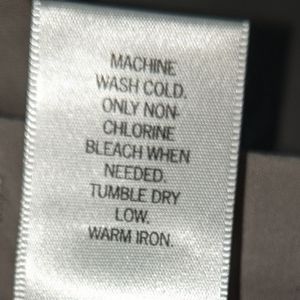 MACHINE
WASH COLD.
ONLY NON-
CHLORINE
BLEACH WHEN
NEEDED.
TUMBLE DRY
LOW.
WARM IRON.